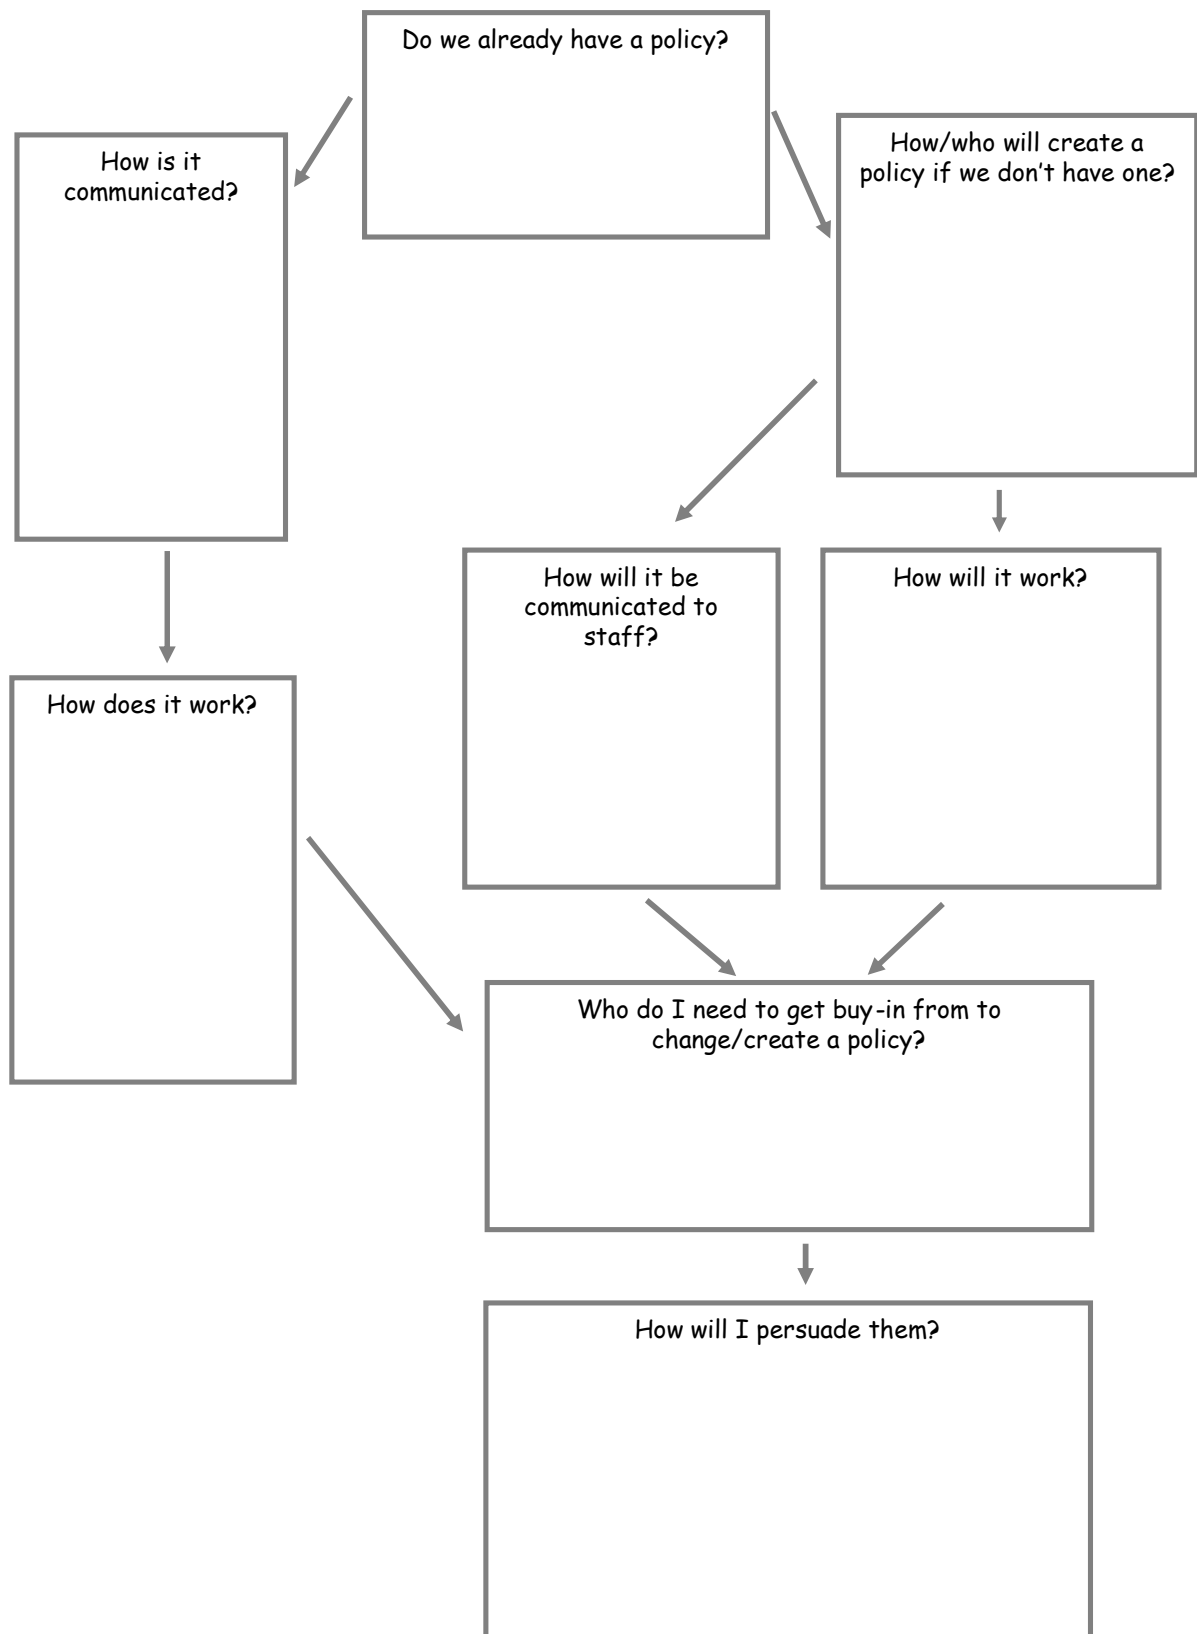 Do we already have a policy?
How is it
communicated?
How/who will create a
policy if we don't have one?
How will it be
communicated to
staff?
How will it work?
How does it work?
Who do I need to get buy-in from to
change/create a policy?
How will I persuade them?